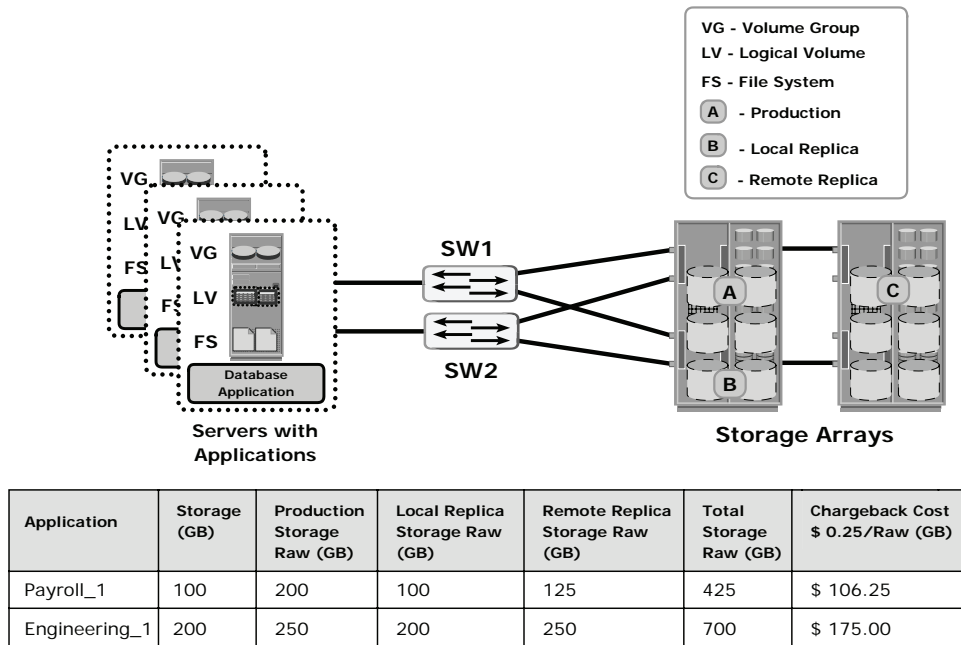 VG - Volume Group
LV - Logical Volume
FS - File System
A - Production
B - Local Replica
C - Remote Replica
VG
LV
FS
VG
LV
FS
VG
LV
FS
Database
Application
Servers with
Applications
SW1
SW2
A
B
C
Storage Arrays
Application Storage (GB) Production Storage Raw (GB) Local Replica Storage Raw (GB) Remote Replica Storage Raw (GB) Total Storage Raw (GB) Chargeback Cost $ 0.25/Raw (GB)
Payroll_1 100 200 100 125 425 $ 106.25
Engineering_1 200 250 200 250 700 $ 175.00